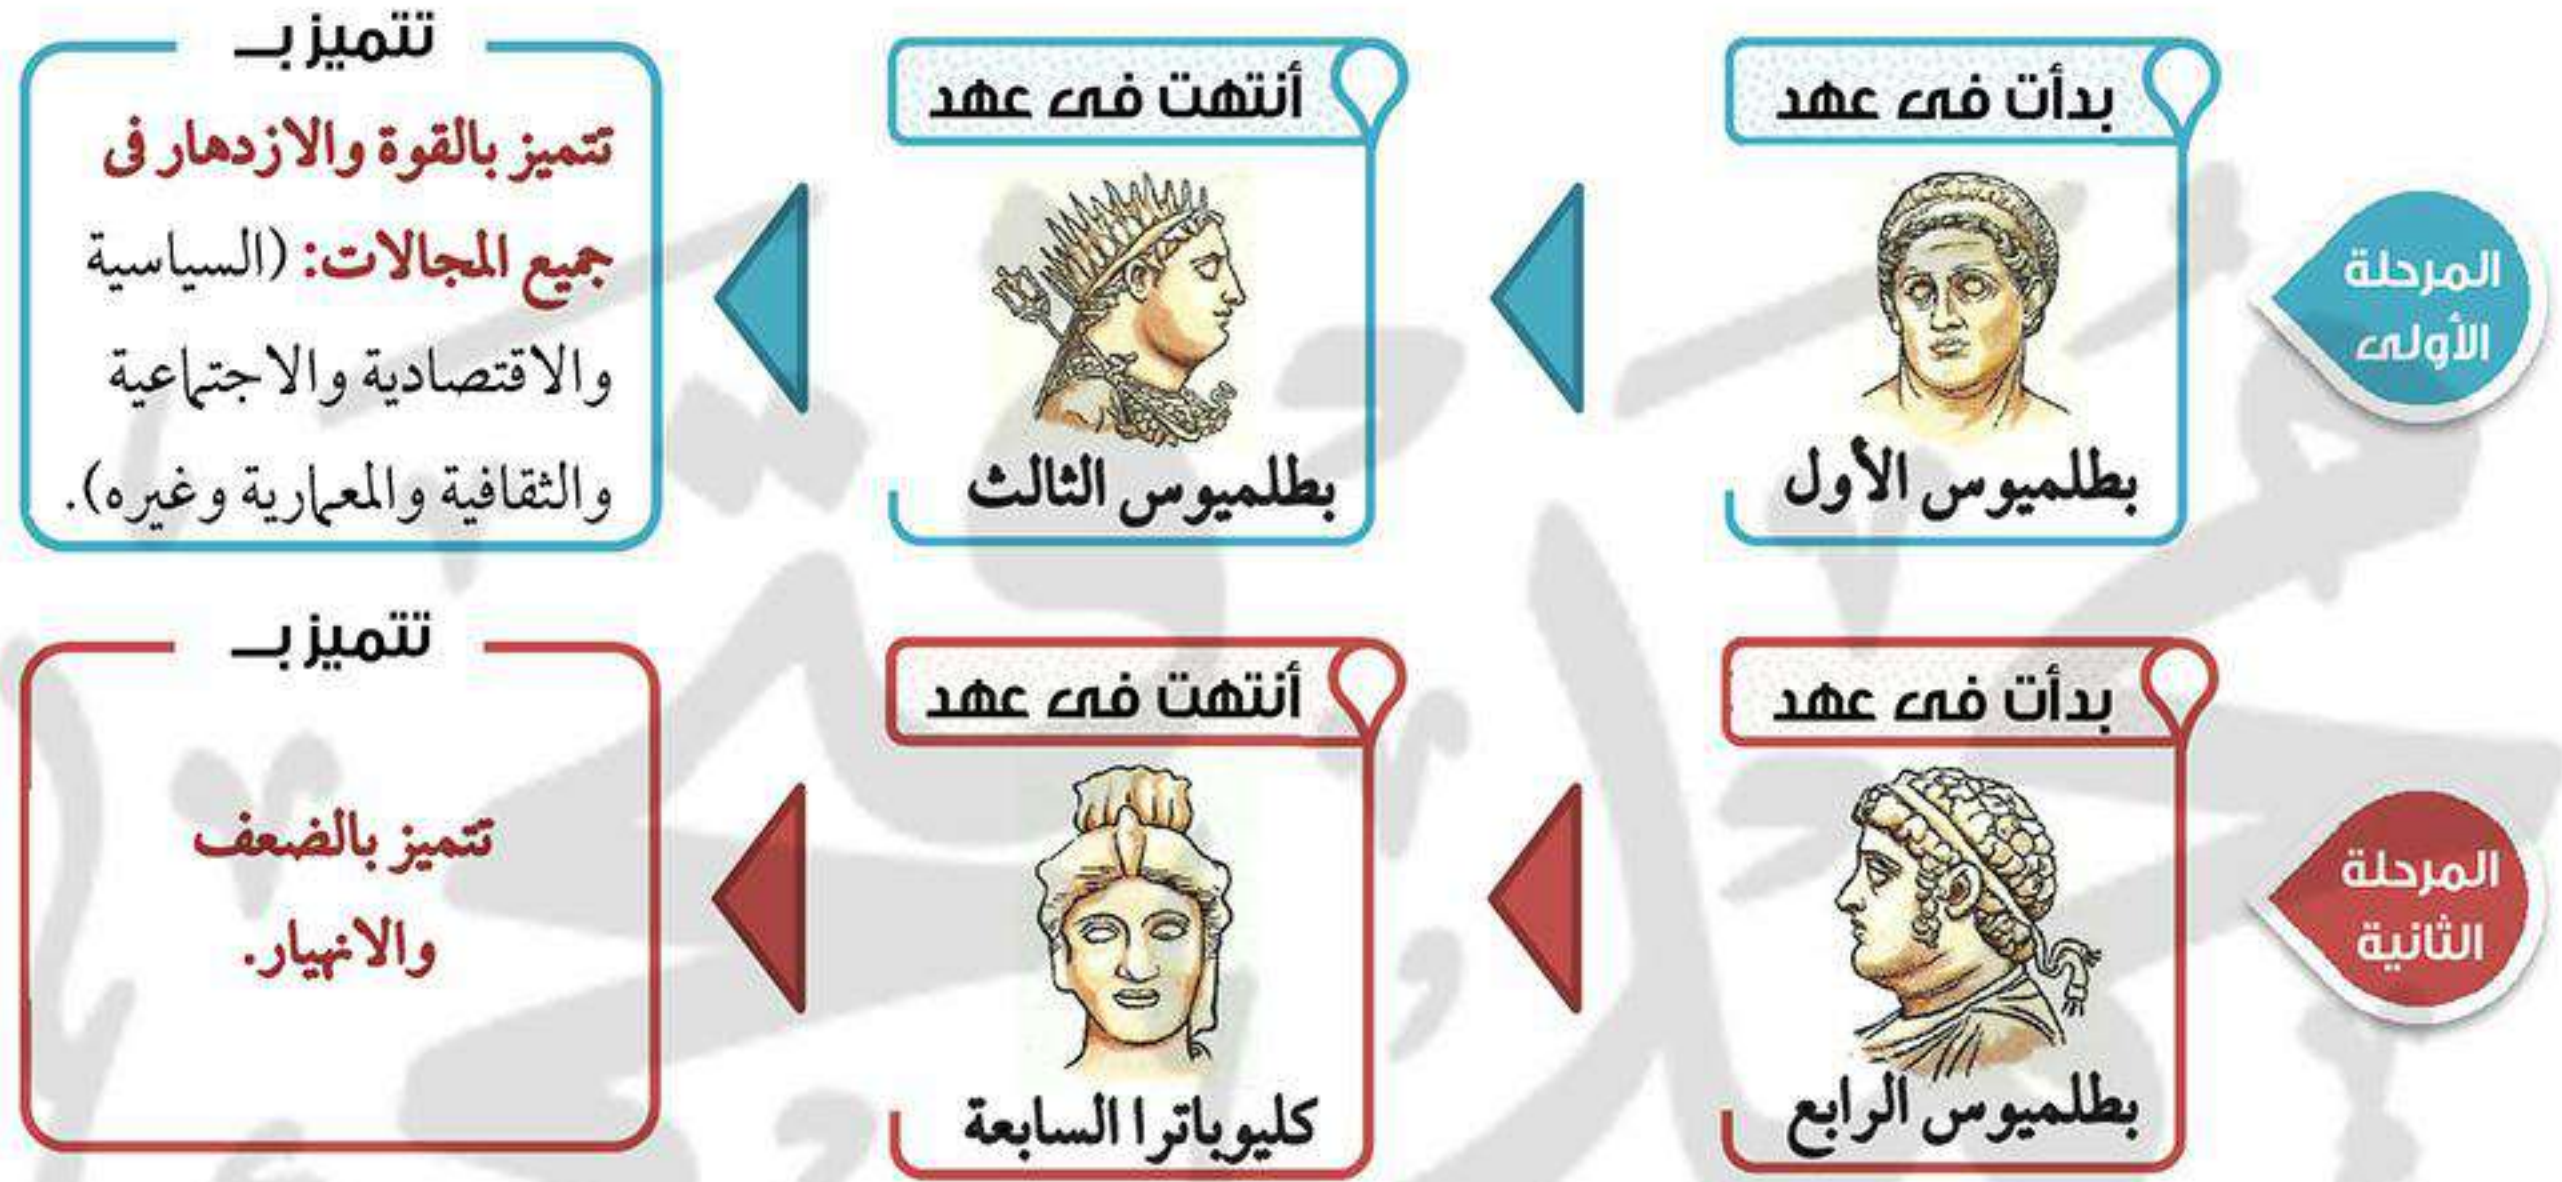 المرحلة
الأولى
بدأت فى عهد
بطلميوس الأول
أنتهت فى عهد
بطلميوس الثالث
تتميز بـ
تتميز بالقوة والازدهار فى
جميع المجالات: (السياسية
والاقتصادية والاجتماعية
والثقافية والمعمارية وغيره).
المرحلة
الثانية
بدأت فى عهد
بطلميوس الرابع
أنتهت فى عهد
كليوباترا السابعة
تتميز بـ
تتميز بالضعف
والانهيار.